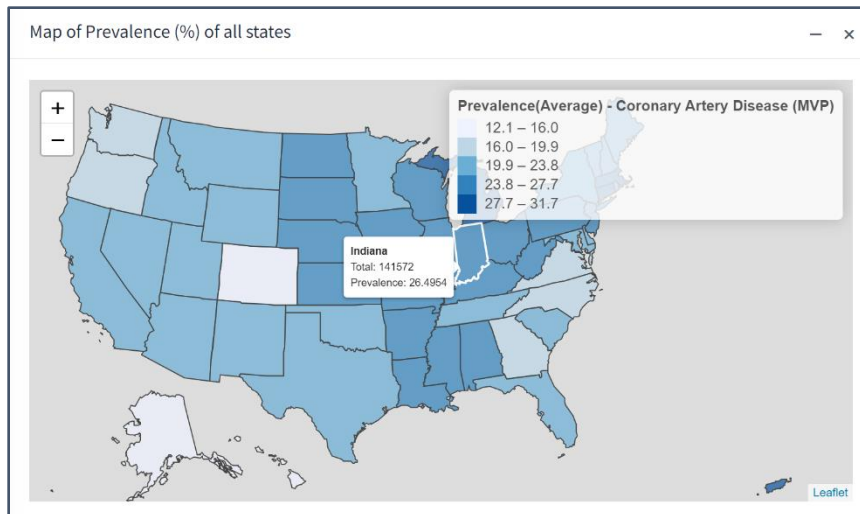 Map of Prevalence (%) of all states
− ×
+
−
Prevalence(Average) - Coronary Artery Disease (MVP)
12.1 – 16.0
16.0 – 19.9
19.9 – 23.8
23.8 – 27.7
27.7 – 31.7
Indiana
Total: 141572
Prevalence: 26.4954
Leaflet